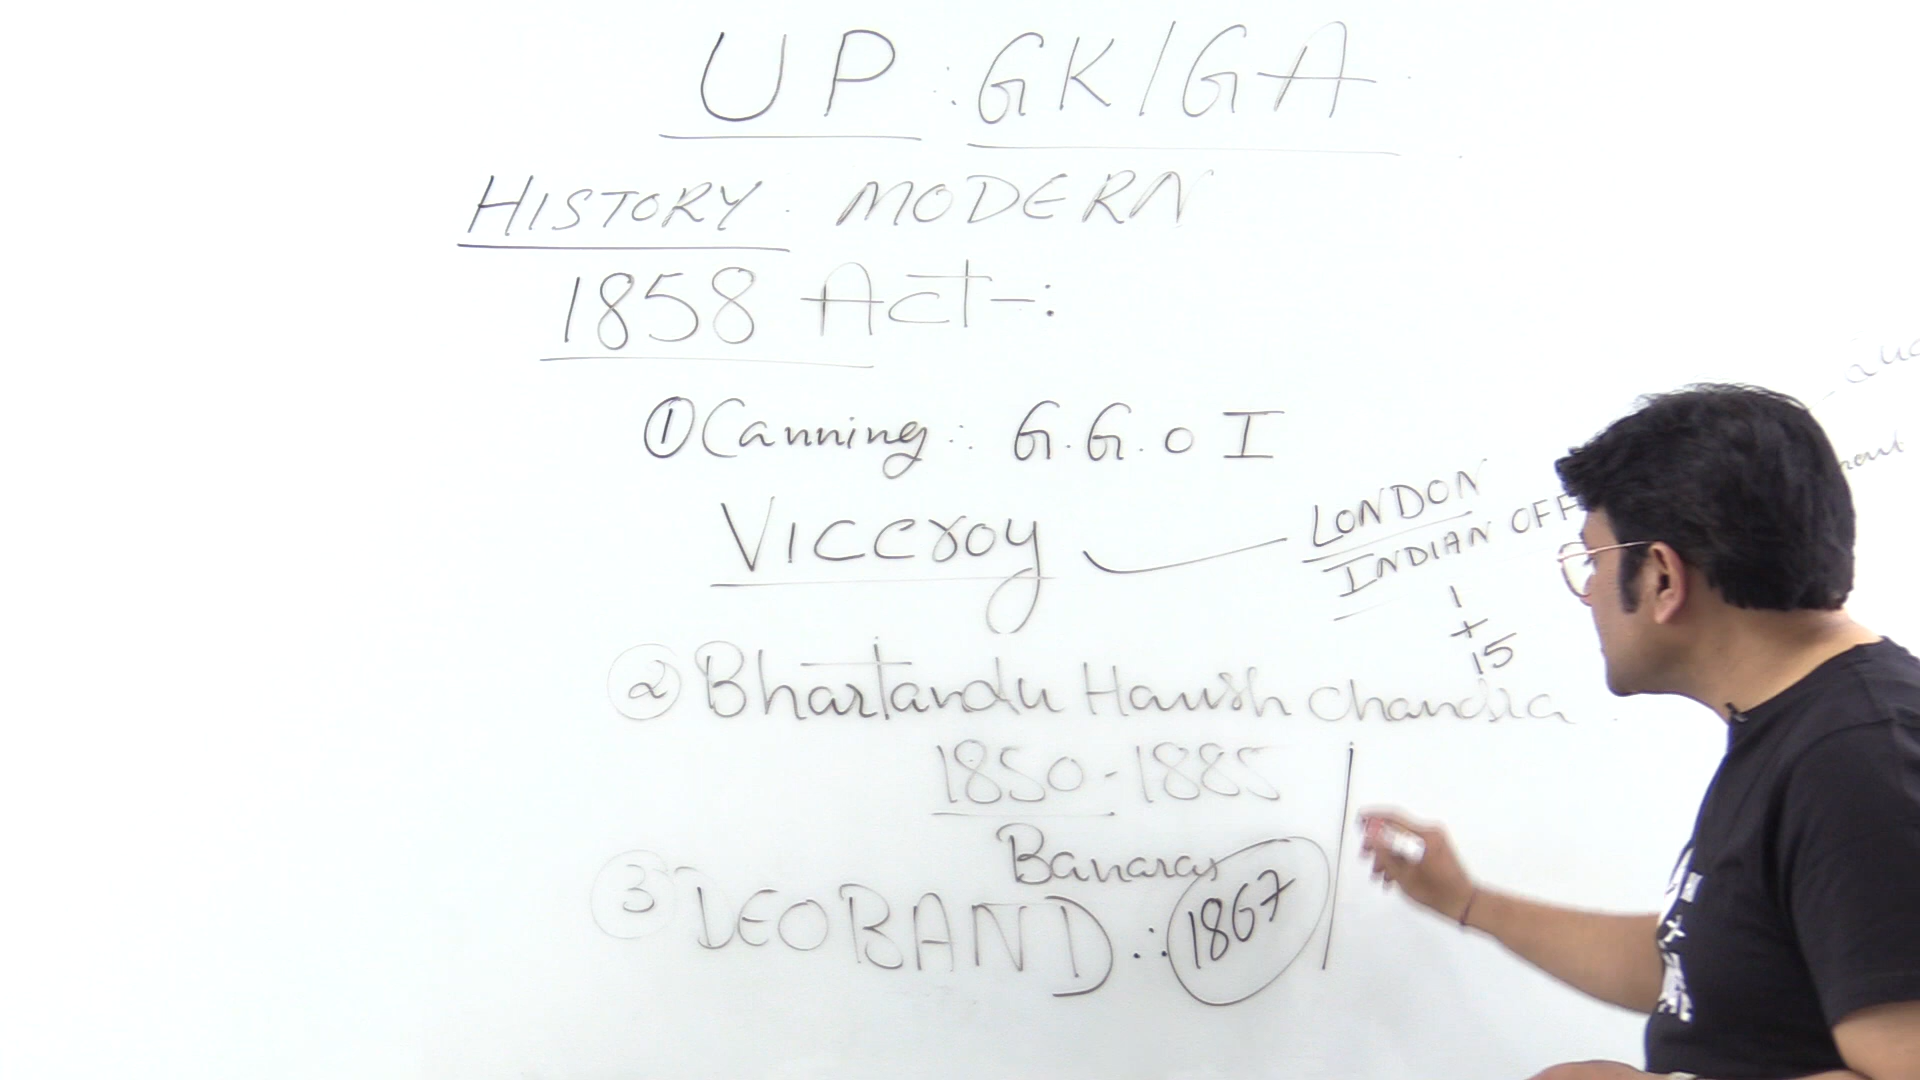 UP : GK/GA
HISTORY : MODERN
1858 Act -:
① Canning : G.G. o I
Viceroy
LONDON
INDIAN OFF
1
+
15
② Bhartandu Harish Chandra
1850 - 1885
Banaras
③ DEOBAND : 1867